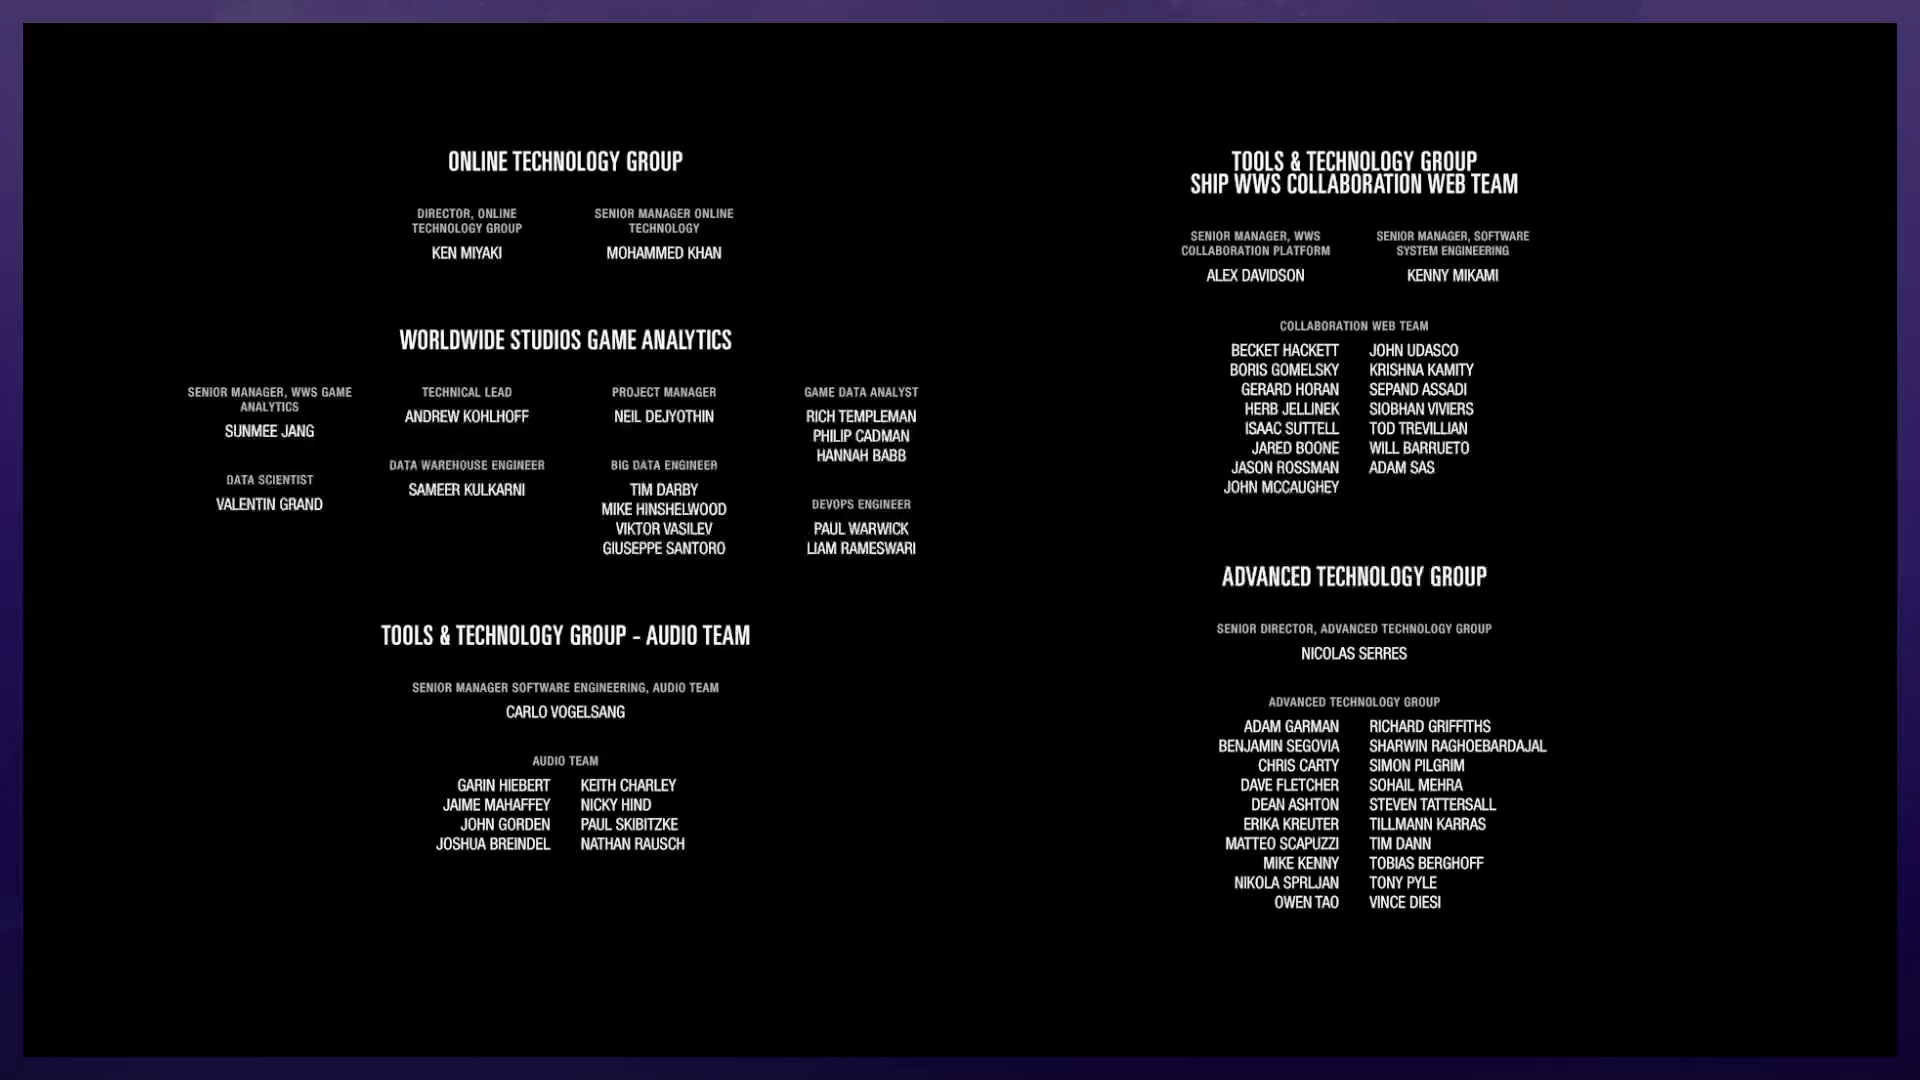 ONLINE TECHNOLOGY GROUP
DIRECTOR, ONLINE
TECHNOLOGY GROUP
KEN MIYAKI
SENIOR MANAGER ONLINE
TECHNOLOGY
MOHAMMED KHAN
WORLDWIDE STUDIOS GAME ANALYTICS
SENIOR MANAGER, WWS GAME
ANALYTICS
SUNMEE JANG
TECHNICAL LEAD
ANDREW KOHLHOFF
PROJECT MANAGER
NEIL DEJYOTHIN
GAME DATA ANALYST
RICH TEMPLEMAN
PHILIP CADMAN
HANNAH BABB
DATA SCIENTIST
VALENTIN GRAND
DATA WAREHOUSE ENGINEER
SAMEER KULKARNI
BIG DATA ENGINEER
TIM DARBY
MIKE HINSHELWOOD
VIKTOR VASILEV
GIUSEPPE SANTORO
DEVOPS ENGINEER
PAUL WARWICK
LIAM RAMESWARI
TOOLS & TECHNOLOGY GROUP - AUDIO TEAM
SENIOR MANAGER SOFTWARE ENGINEERING, AUDIO TEAM
CARLO VOGELSANG
AUDIO TEAM
GARIN HIEBERT
JAIME MAHAFFEY
JOHN GORDEN
JOSHUA BREINDEL
KEITH CHARLEY
NICKY HIND
PAUL SKIBITZKE
NATHAN RAUSCH
TOOLS & TECHNOLOGY GROUP
SHIP WWS COLLABORATION WEB TEAM
SENIOR MANAGER, WWS
COLLABORATION PLATFORM
ALEX DAVIDSON
SENIOR MANAGER, SOFTWARE
SYSTEM ENGINEERING
KENNY MIKAMI
COLLABORATION WEB TEAM
BECKET HACKETT
BORIS GOMELSKY
GERARD HORAN
HERB JELLINEK
ISAAC SUTTELL
JARED BOONE
JASON ROSSMAN
JOHN MCCAUGHEY
JOHN UDASCO
KRISHNA KAMITY
SEPAND ASSADI
SIOBHAN VIVIERS
TOD TREVILLIAN
WILL BARRUETO
ADAM SAS
ADVANCED TECHNOLOGY GROUP
SENIOR DIRECTOR, ADVANCED TECHNOLOGY GROUP
NICOLAS SERRES
ADVANCED TECHNOLOGY GROUP
ADAM GARMAN
BENJAMIN SEGOVIA
CHRIS CARTY
DAVE FLETCHER
DEAN ASHTON
ERIKA KREUTER
MATTEO SCAPUZZI
MIKE KENNY
NIKOLA SPRLJAN
OWEN TAO
RICHARD GRIFFITHS
SHARWIN RAGHOEBARDAJAL
SIMON PILGRIM
SOHAIL MEHRA
STEVEN TATTERSALL
TILLMANN KARRAS
TIM DANN
TOBIAS BERGHOFF
TONY PYLE
VINCE DIESI